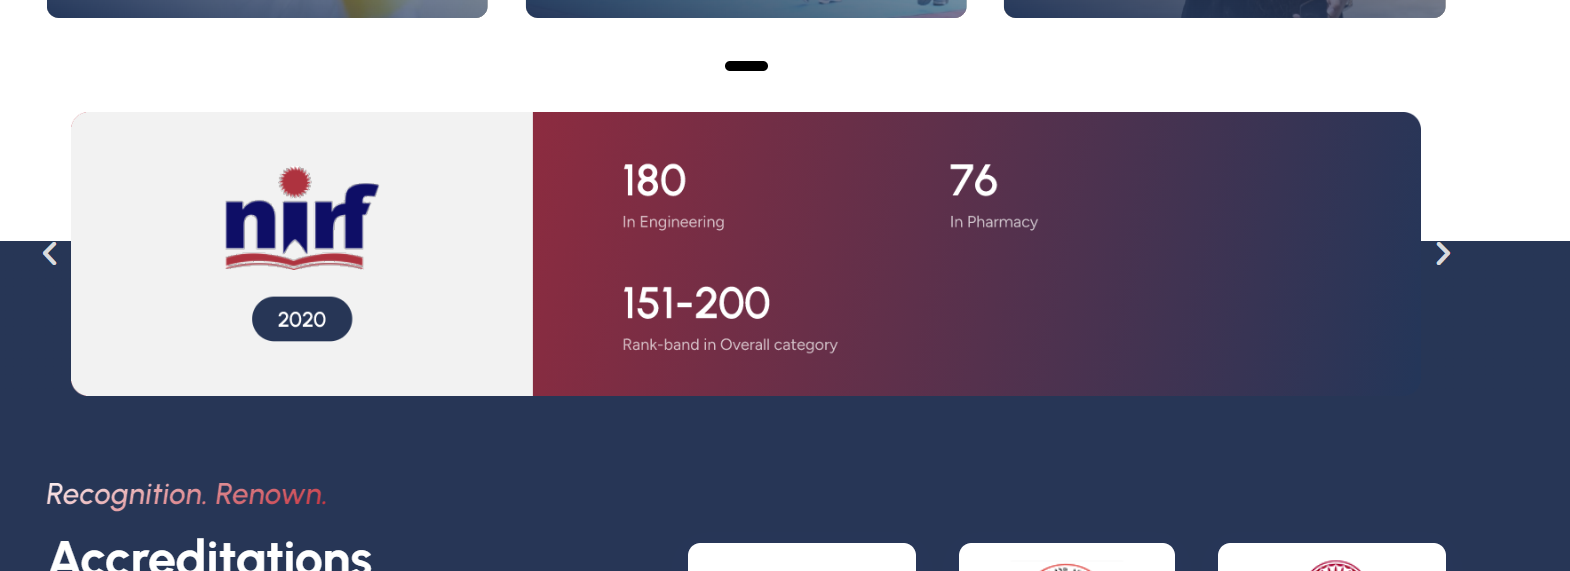 nirf
2020
180
In Engineering
76
In Pharmacy
151-200
Rank-band in Overall category
Recognition. Renown.
Accreditations